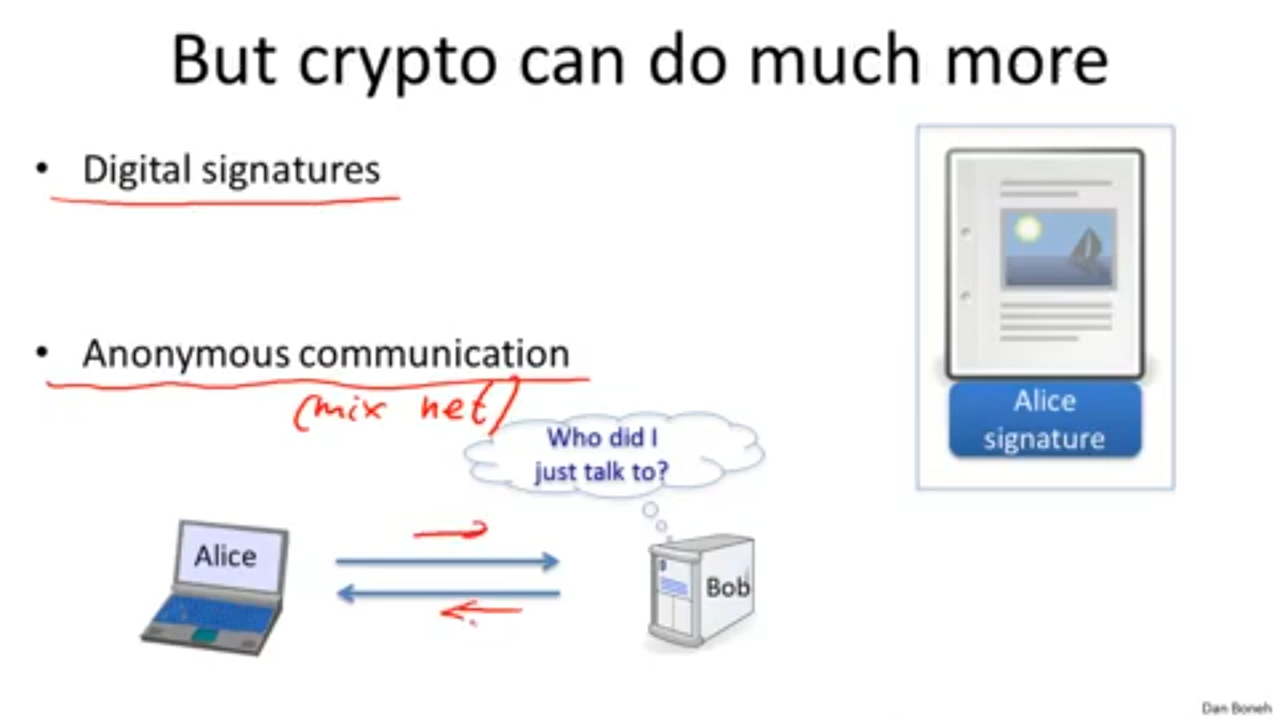 But crypto can do much more
• Digital signatures
• Anonymous communication
(mix net)
Who did I
just talk to?
Alice
Bob
Alice
signature
Dan Boneh